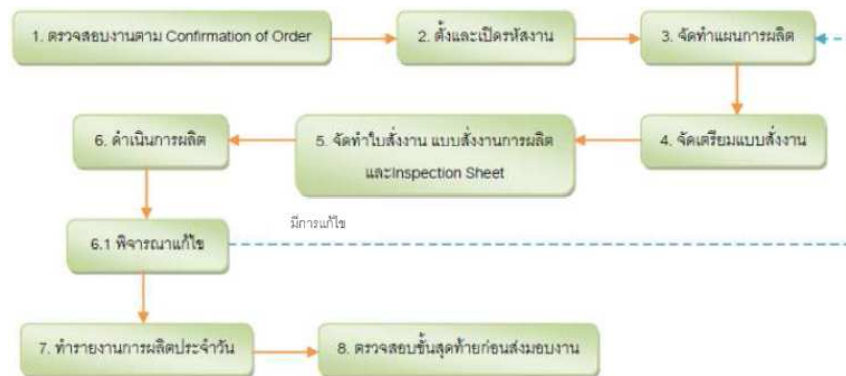 1. ตรวจสอบงานตาม Confirmation of Order
2. ตั้งและเปิดรหัสงาน
3. จัดทำแผนการผลิต
4. จัดเตรียมแบบสั่งงาน
5. จัดทำใบสั่งงาน แบบสั่งงานการผลิต
และInspection Sheet
6. ดำเนินการผลิต
6.1 พิจารณาแก้ไข
มีการแก้ไข
7. ทำรายงานการผลิตประจำวัน
8. ตรวจสอบขั้นสุดท้ายก่อนส่งมอบงาน